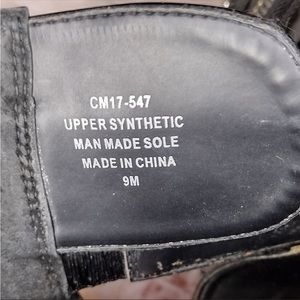 CM17-547
UPPER SYNTHETIC
MAN MADE SOLE
MADE IN CHINA
9M